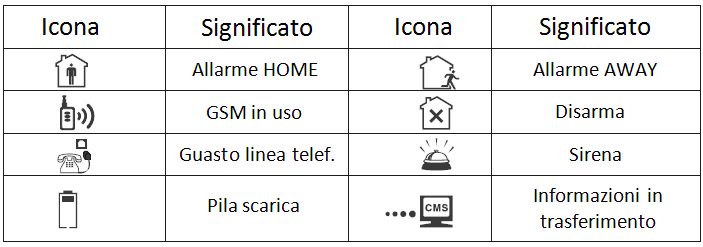 Icona Significato Icona Significato
Allarme HOME Allarme AWAY
GSM in uso Disarma
Guasto linea telef. Sirena
Pila scarica CMS Informazioni in
trasferimento